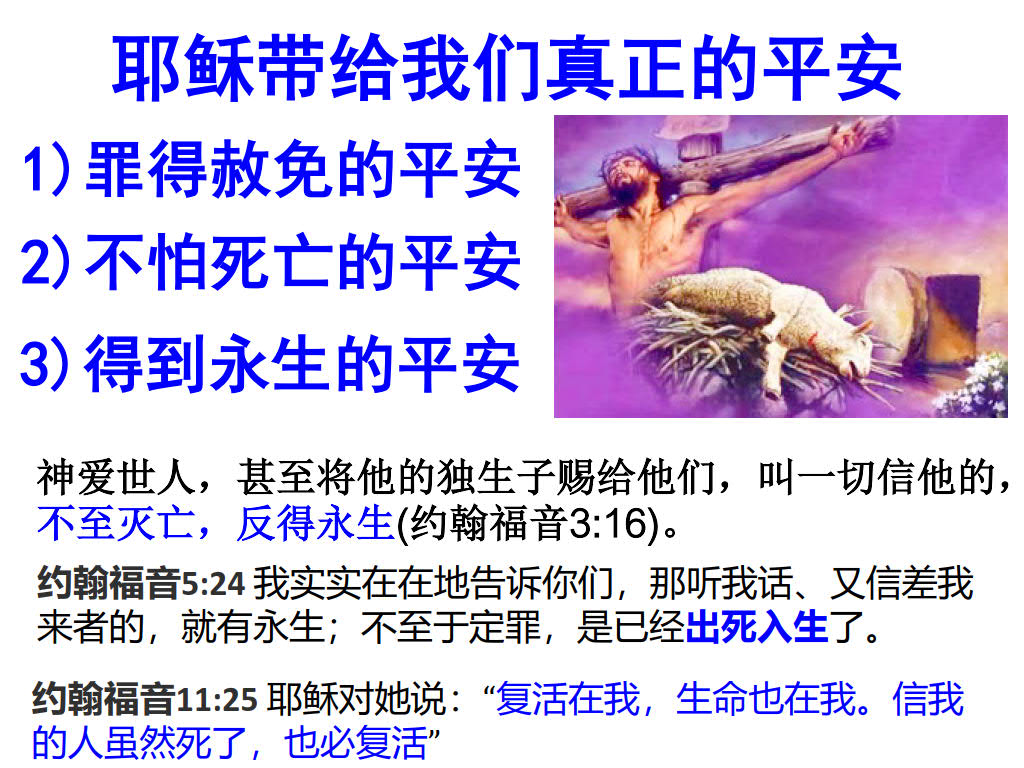 耶稣带给我们真正的平安
1)罪得赦免的平安
2)不怕死亡的平安
3)得到永生的平安
神爱世人，甚至将他的独生子赐给他们，叫一切信他的，
不至灭亡，反得永生(约翰福音3:16)。
约翰福音5:24 我实实在在地告诉你们，那听我话、又信差我
来者的，就有永生；不至于定罪，是已经出死入生了。
约翰福音11:25 耶稣对她说：“复活在我，生命也在我。信我
的人虽然死了，也必复活”